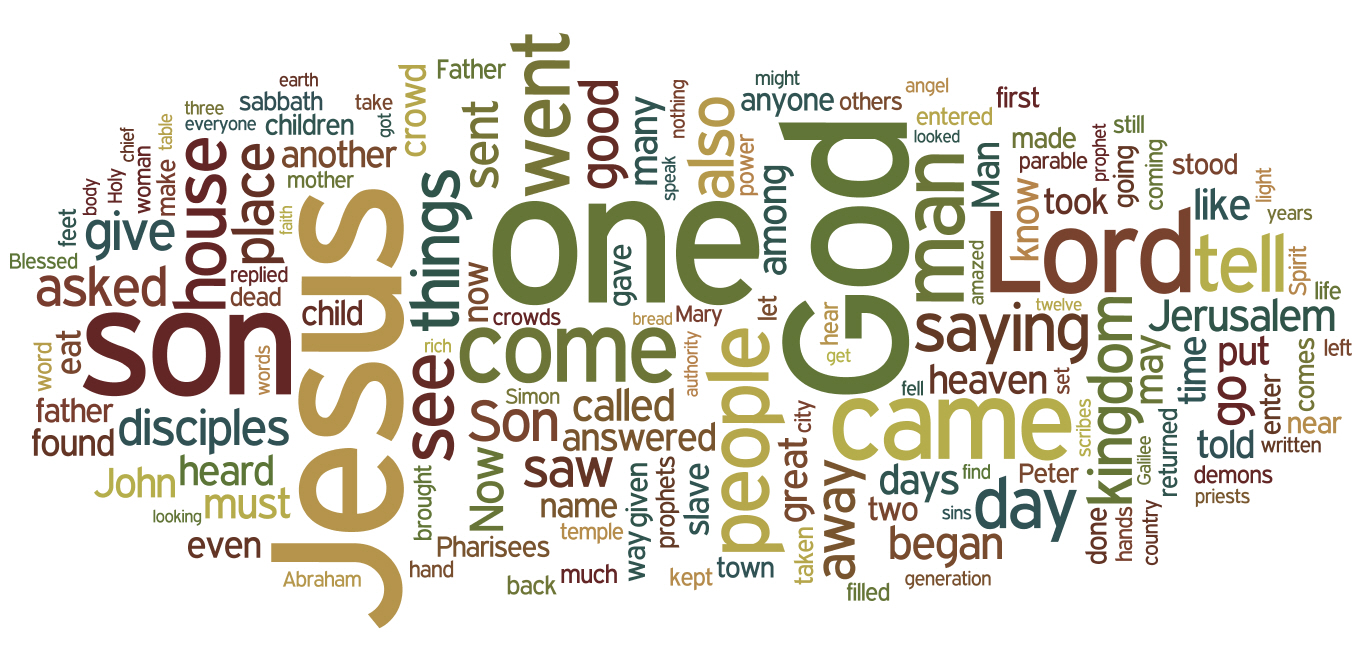 Jesus
God
one
son
Lord
came
come
went
man
people
tell
see
day
house
things
saying
kingdom
disciples
Son
place
good
also
many
sent
give
asked
another
crowd
Father
earth
sabbath
three
everyone
children
take
got
table
chief
woman
make
Holy
body
feet
Blessed
mother
faith
replied
dead
child
words
word
eat
father
found
John
heard
must
looking
even
Abraham
hand
brought
rich
now
crowds
gave
bread
Mary
let
Simon
called
answered
authority
Now
saw
name
temple
way
given
prophets
slave
Pharisees
back
much
kept
town
taken
great
city
away
filled
generation
began
two
sins
days
find
Peter
done
hands
country
Galilee
scribes
returned
may
time
put
go
enter
comes
left
near
told
written
demons
priests
Jerusalem
life
Spirit
years
light
like
stood
took
know
coming
going
still
prophet
parable
made
first
Man
amazed
twelve
angel
entered
looked
others
anyone
might
nothing
speak
power
among
hear
get
fell
heaven
set